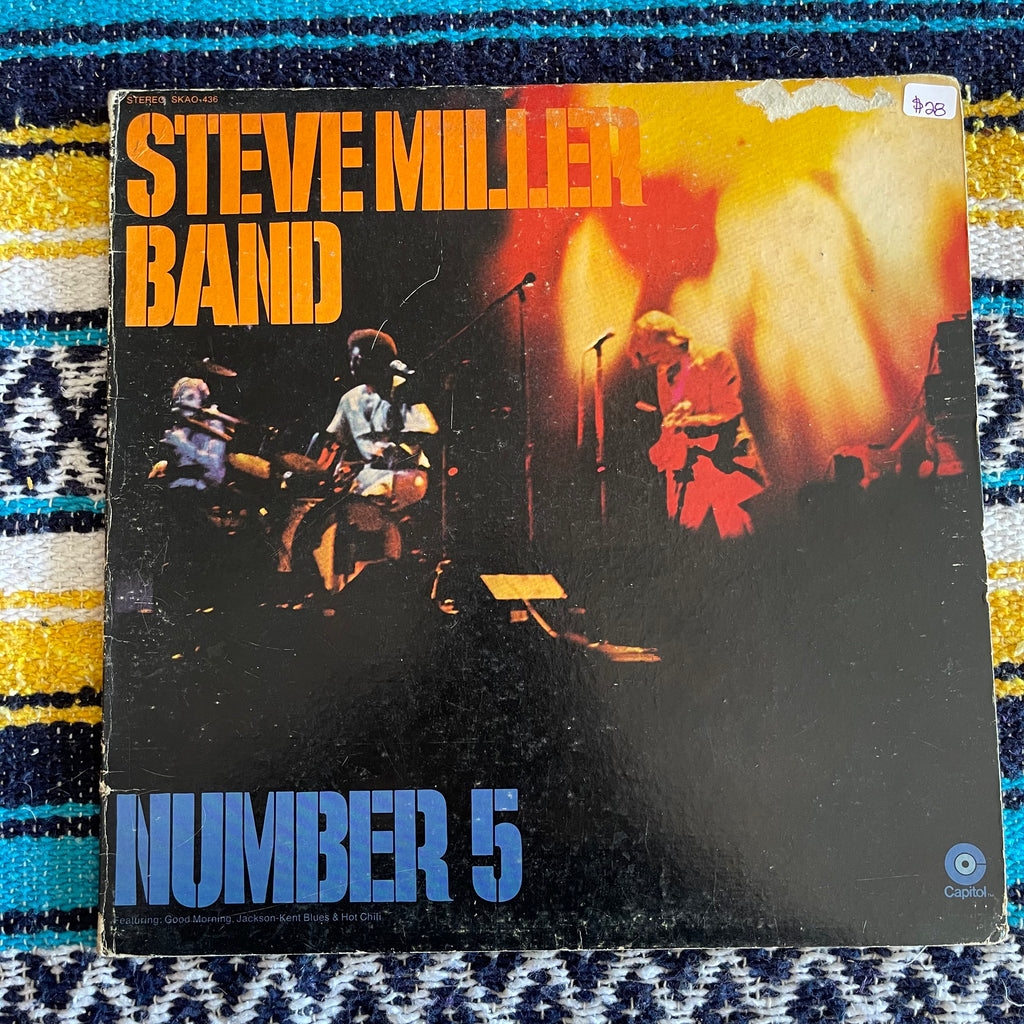 STEREO SKAO-436
$28
STEVE MILLER
BAND
NUMBER 5
Featuring: Good Morning, Jackson-Kent Blues & Hot Chili
Capitol